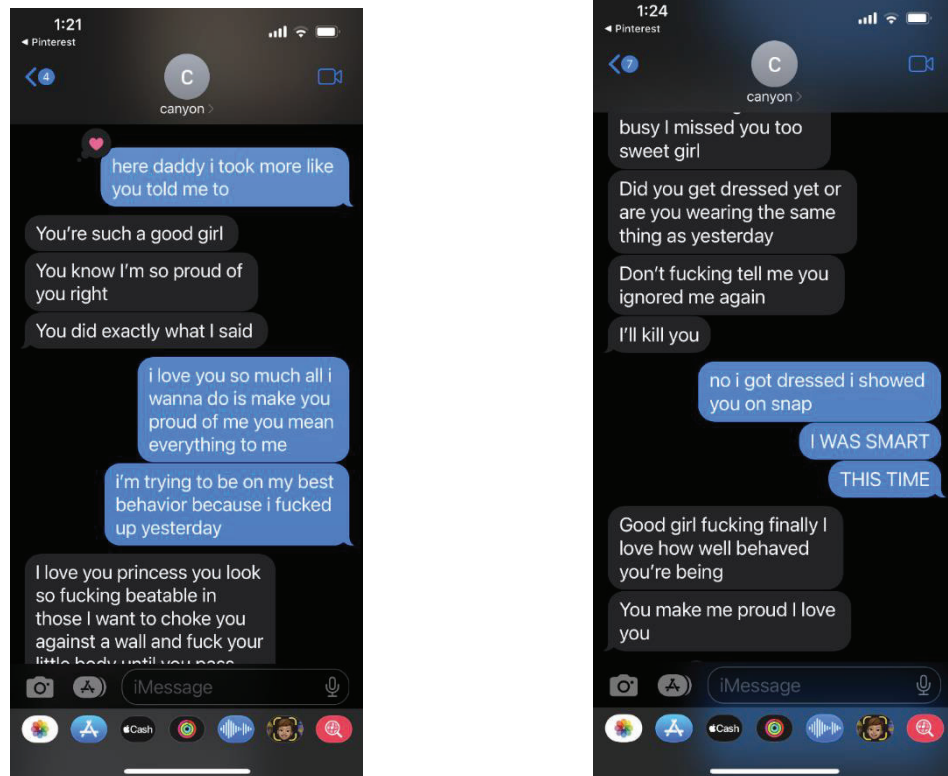 1:21
Pinterest
4
C
canyon
here daddy i took more like
you told me to
You're such a good girl
You know I'm so proud of
you right
You did exactly what I said
i love you so much all i
wanna do is make you
proud of me you mean
everything to me
i'm trying to be on my best
behavior because i fucked
up yesterday
I love you princess you look
so fucking beatable in
those I want to choke you
against a wall and fuck your
little body until you pass
iMessage
Cash
1:24
Pinterest
7
C
canyon
busy I missed you too
sweet girl
Did you get dressed yet or
are you wearing the same
thing as yesterday
Don't fucking tell me you
ignored me again
I'll kill you
no i got dressed i showed
you on snap
I WAS SMART
THIS TIME
Good girl fucking finally I
love how well behaved
you're being
You make me proud I love
you
iMessage
Cash